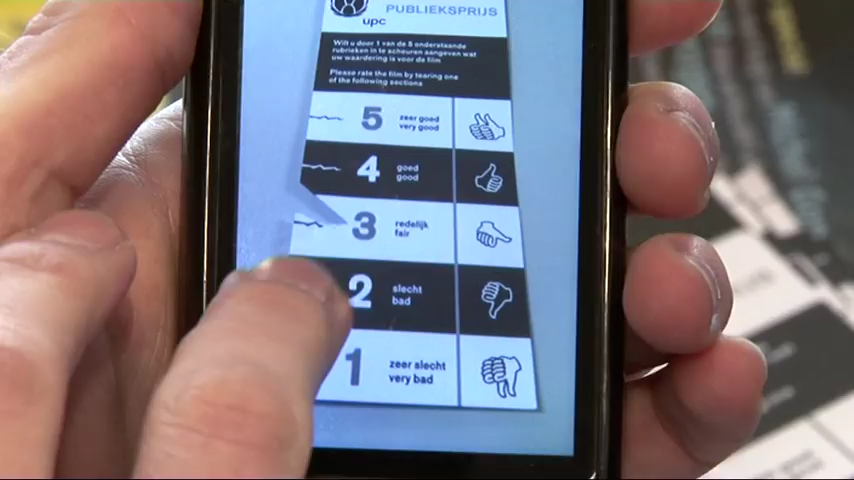 PUBLIEKSPRIJS
upc
Wilt u door 1 van de 5 onderstaande
rubrieken in te scheuren aangeven wat
uw waardering is voor de film
Please rate the film by tearing one
of the following sections
5 zeer goed
very good
4 goed
good
3 redelijk
fair
2 slecht
bad
1 zeer slecht
very bad